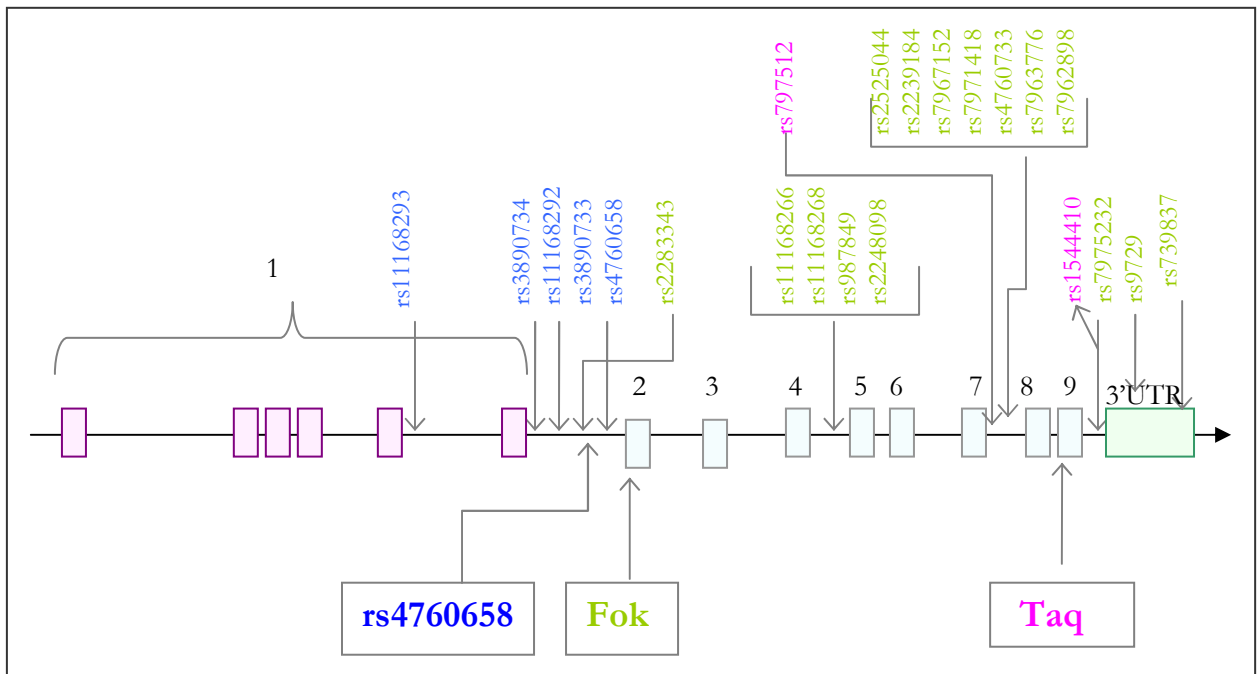 rs797512
rs2525044
rs2239184
rs7967152
rs7971418
rs4760733
rs7963776
rs7962898
1
rs11168293
rs3890734
rs11168292
rs3890733
rs4760658
rs2283343
rs11168266
rs11168268
rs987849
rs2248098
rs1544410
rs7975232
rs9729
rs739837
2
3
4
5
6
7
8
9
3'UTR
rs4760658
Fok
Taq